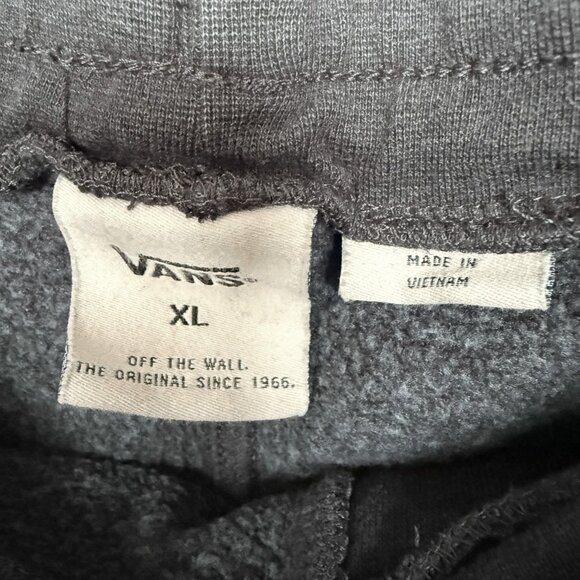 VANS
XL
OFF THE WALL.
THE ORIGINAL SINCE 1966.
MADE IN
VIETNAM